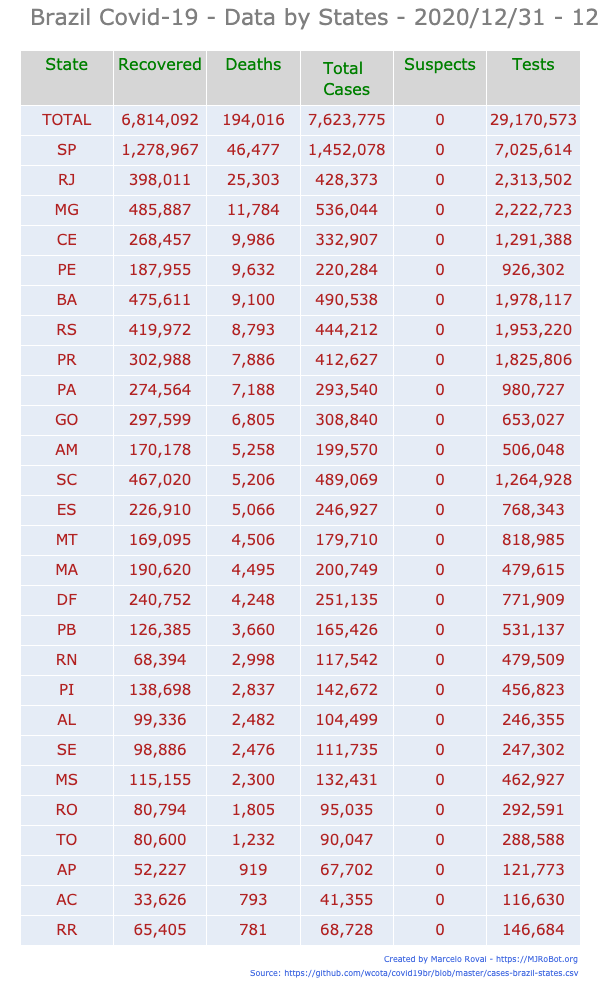 Brazil Covid-19 - Data by States - 2020/12/31 - 12
State Recovered Deaths Total Cases Suspects Tests
TOTAL 6,814,092 194,016 7,623,775 0 29,170,573
SP 1,278,967 46,477 1,452,078 0 7,025,614
RJ 398,011 25,303 428,373 0 2,313,502
MG 485,887 11,784 536,044 0 2,222,723
CE 268,457 9,986 332,907 0 1,291,388
PE 187,955 9,632 220,284 0 926,302
BA 475,611 9,100 490,538 0 1,978,117
RS 419,972 8,793 444,212 0 1,953,220
PR 302,988 7,886 412,627 0 1,825,806
PA 274,564 7,188 293,540 0 980,727
GO 297,599 6,805 308,840 0 653,027
AM 170,178 5,258 199,570 0 506,048
SC 467,020 5,206 489,069 0 1,264,928
ES 226,910 5,066 246,927 0 768,343
MT 169,095 4,506 179,710 0 818,985
MA 190,620 4,495 200,749 0 479,615
DF 240,752 4,248 251,135 0 771,909
PB 126,385 3,660 165,426 0 531,137
RN 68,394 2,998 117,542 0 479,509
PI 138,698 2,837 142,672 0 456,823
AL 99,336 2,482 104,499 0 246,355
SE 98,886 2,476 111,735 0 247,302
MS 115,155 2,300 132,431 0 462,927
RO 80,794 1,805 95,035 0 292,591
TO 80,600 1,232 90,047 0 288,588
AP 52,227 919 67,702 0 121,773
AC 33,626 793 41,355 0 116,630
RR 65,405 781 68,728 0 146,684
Created by Marcelo Rovai - https://MJRoBot.org
Source: https://github.com/wcota/covid19br/blob/master/cases-brazil-states.csv